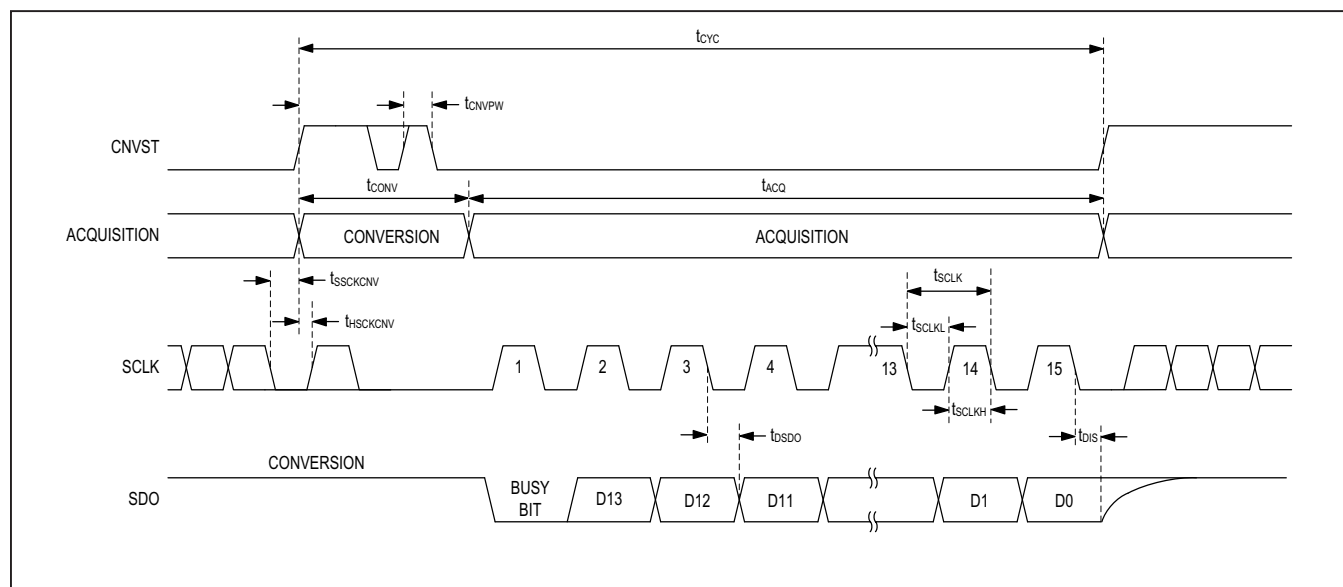 tCYC
tCNVPW
CNVST
tCONV
tACQ
ACQUISITION
CONVERSION
ACQUISITION
tSSCKCNV
tHSCKCNV
tSCLK
tSCLKL
SCLK
1
2
3
4
13
14
15
tSCLKH
tDSDO
tDIS
CONVERSION
SDO
BUSY
BIT
D13
D12
D11
D1
D0